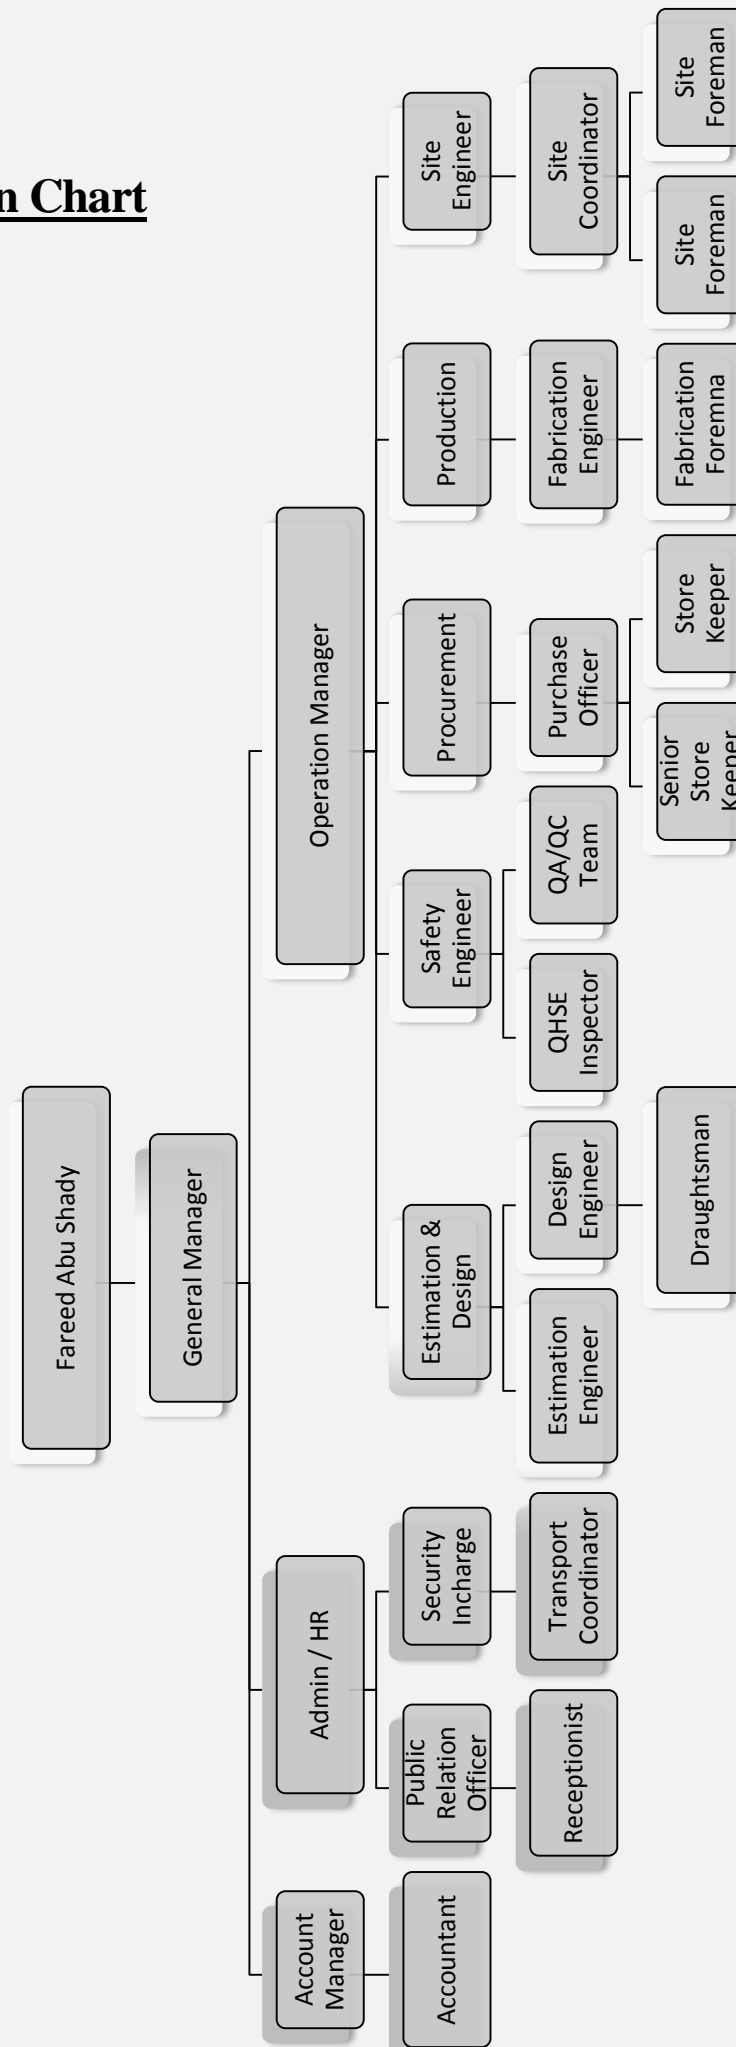 n Chart
Fareed Abu Shady
General Manager
Account
Manager
Admin / HR
Operation Manager
Accountant
Public
Relation
Officer
Security
Incharge
Estimation &
Design
Safety
Engineer
Procurement
Production
Site
Engineer
Receptionist
Transport
Coordinator
Estimation
Engineer
Design
Engineer
QHSE
Inspector
QA/QC
Team
Purchase
Officer
Fabrication
Engineer
Site
Coordinator
Draughtsman
Senior
Store
Keeper
Store
Keeper
Fabrication
Foremna
Site
Foreman
Site
Foreman